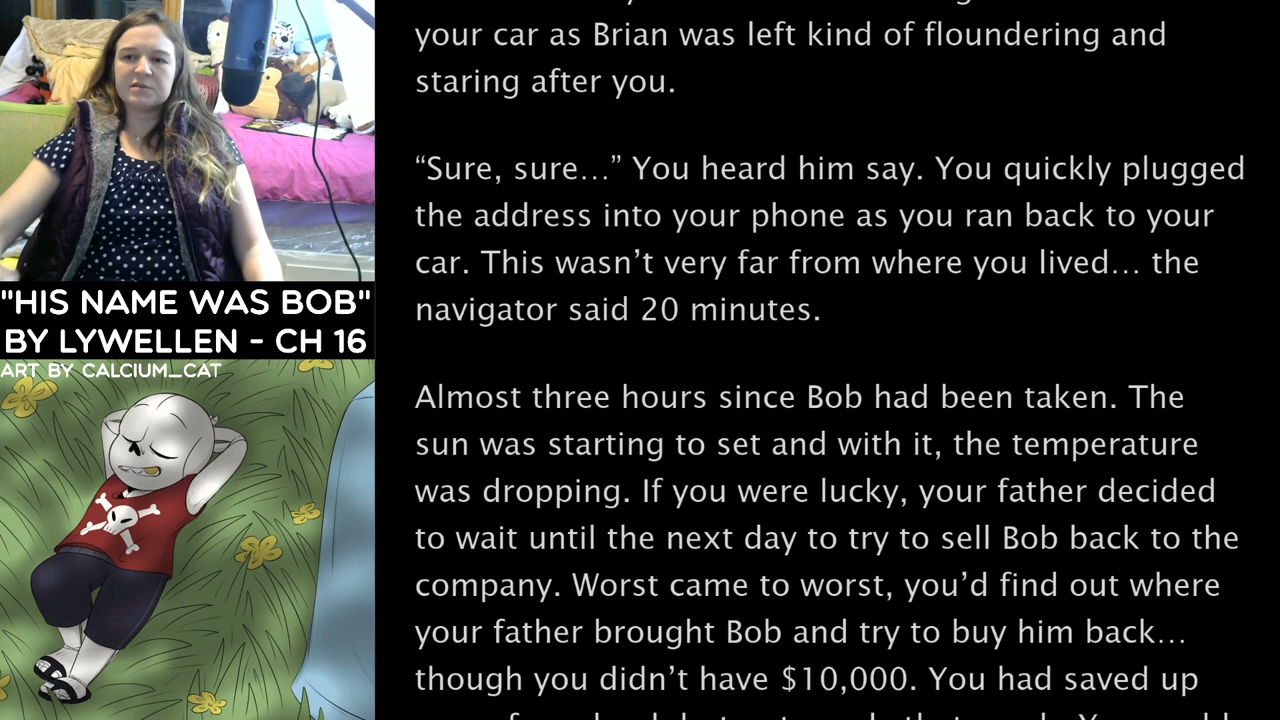 your car as Brian was left kind of floundering and
staring after you.
“Sure, sure…” You heard him say. You quickly plugged
the address into your phone as you ran back to your
car. This wasn’t very far from where you lived… the
navigator said 20 minutes.
Almost three hours since Bob had been taken. The
sun was starting to set and with it, the temperature
was dropping. If you were lucky, your father decided
to wait until the next day to try to sell Bob back to the
company. Worst came to worst, you’d find out where
your father brought Bob and try to buy him back…
though you didn’t have $10,000. You had saved up
"HIS NAME WAS BOB"
BY LYWELLEN - CH 16
ART BY CALCIUM_CAT